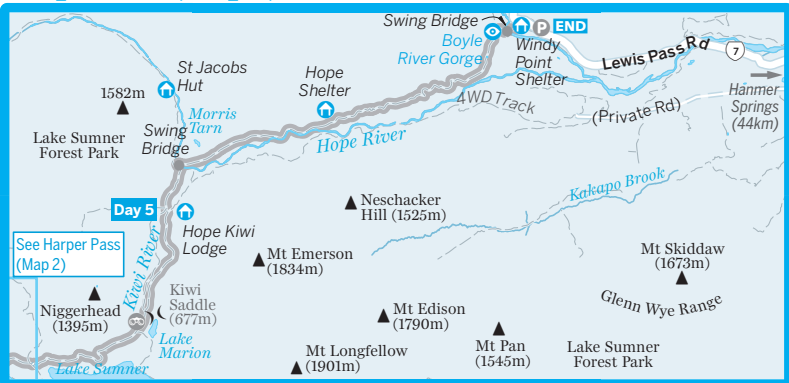 Swing Bridge
P END
Boyle
River Gorge
Windy
Point
Shelter
Lewis Pass Rd
7
Hanmer
Springs
(44km)
St Jacobs
Hut
Hope
Shelter
1582m
Morris
Tarn
4WD Track
(Private Rd)
Lake Sumner
Forest Park
Swing
Bridge
Hope River
Kakapo Brook
Neschacker
Hill (1525m)
Day 5
Hope Kiwi
Lodge
See Harper Pass
(Map 2)
Kiwi River
Mt Emerson
(1834m)
Mt Skiddaw
(1673m)
Kiwi
Saddle
(677m)
Niggerhead
(1395m)
Glenn Wye Range
Mt Edison
(1790m)
Lake
Marion
Mt Pan
(1545m)
Lake Sumner
Forest Park
Mt Longfellow
(1901m)
Lake Sumner